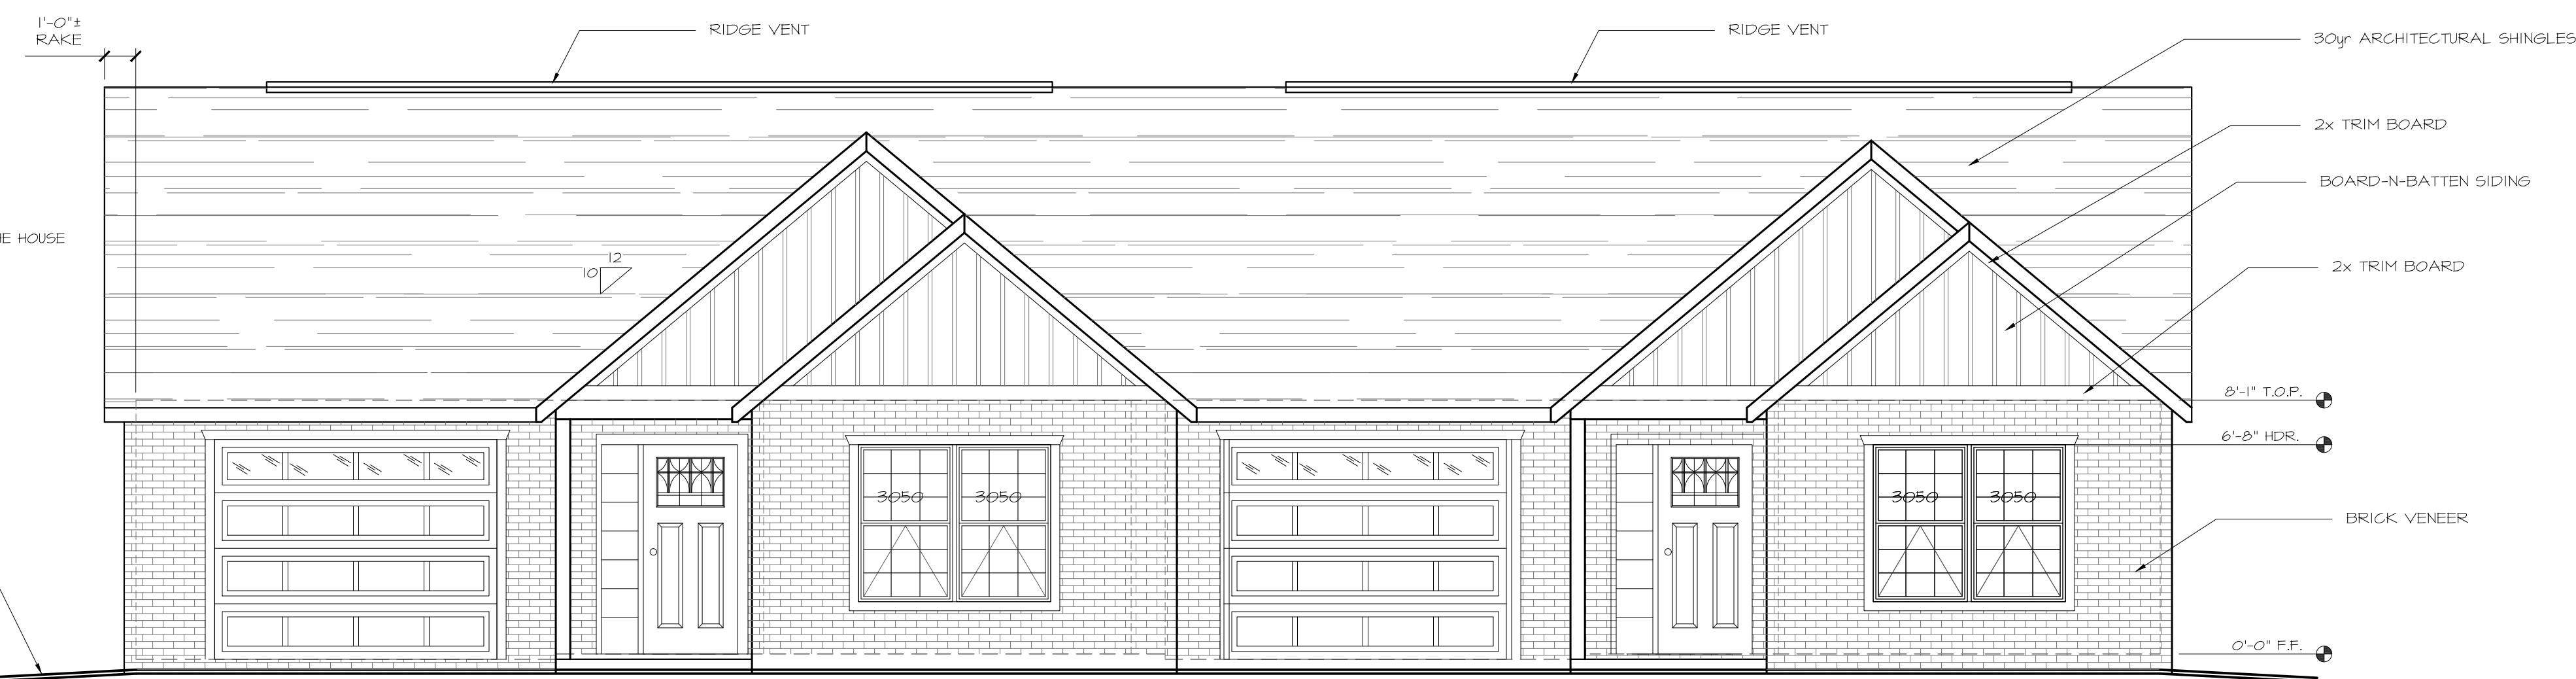 1'-0"±
RAKE
RIDGE VENT
RIDGE VENT
30yr ARCHITECTURAL SHINGLES
2x TRIM BOARD
BOARD-N-BATTEN SIDING
HOUSE
12
10
2x TRIM BOARD
8'-1" T.O.P.
6'-8" HDR.
3050
3050
3050
3050
BRICK VENEER
0'-0" F.F.